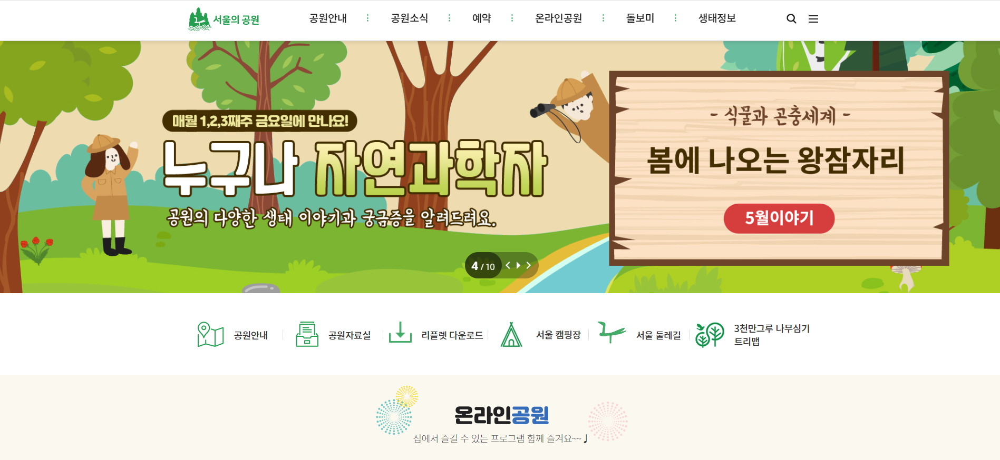 서울의 공원
공원안내
공원소식
예약
온라인공원
돌보미
생태정보
매월 1,2,3째주 금요일에 만나요!
누구나 자연과학자
공원의 다양한 생태 이야기과 궁금증을 알려드려요.
- 식물과 곤충세계 -
봄에 나오는 왕잠자리
5월이야기
4 / 10
공원안내
공원자료실
리플렛 다운로드
서울 캠핑장
서울 둘레길
3천만그루 나무심기
트리맵
온라인공원
집에서 즐길 수 있는 프로그램 함께 즐겨요~~♩